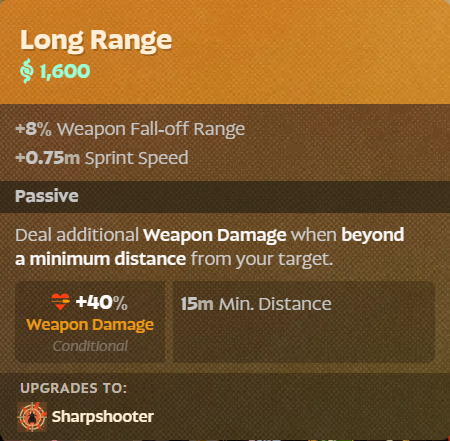 Long Range
1,600
+8% Weapon Fall-off Range
+0.75m Sprint Speed
Passive
Deal additional Weapon Damage when beyond
a minimum distance from your target.
+40%
Weapon Damage
Conditional
15m Min. Distance
UPGRADES TO:
Sharpshooter